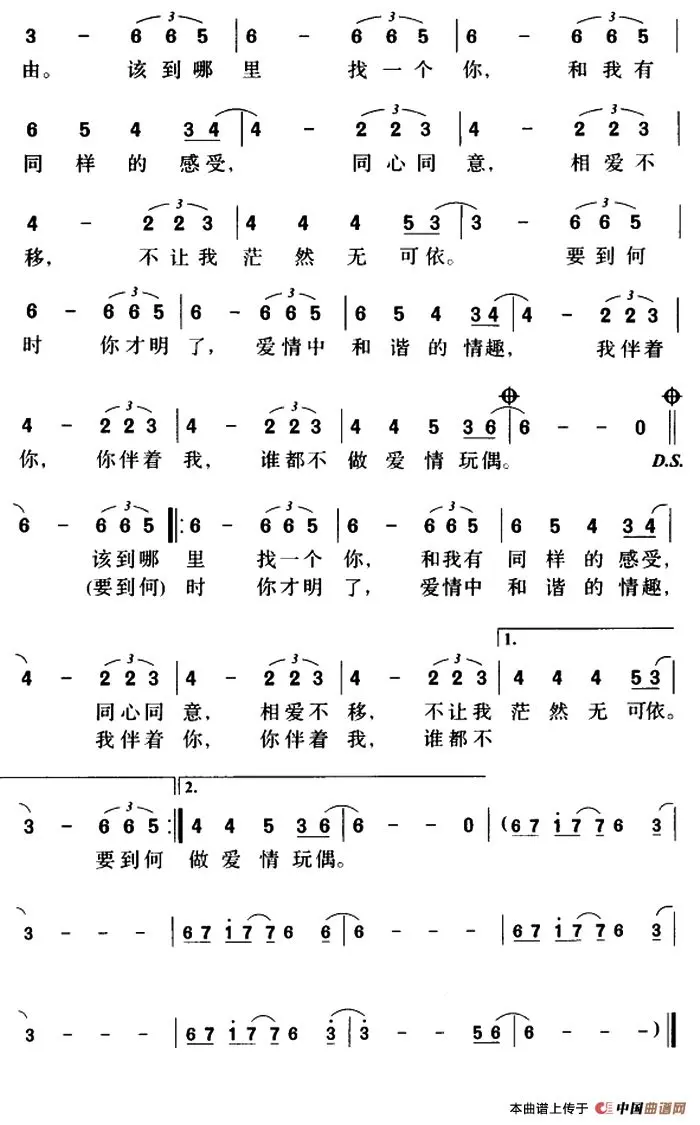 3 - 6 6 5 | 6 - 6 6 5 | 6 - 6 6 5 |
由。 该到哪里 找一个你, 和我有
6 5 4 3 4 | 4 - 2 2 3 | 4 - 2 2 3 |
同样的感受, 同心同意, 相爱不
4 - 2 2 3 | 4 4 4 5 3 | 3 - 6 6 5 |
移, 不让我茫然无可依。 要到何
6 - 6 6 5 | 6 - 6 6 5 | 6 5 4 3 4 | 4 - 2 2 3 |
时 你才明了, 爱情中和谐的情趣, 我伴着
4 - 2 2 3 | 4 - 2 2 3 | 4 4 5 3 6 | 6 - - 0 ||
你, 你伴着我, 谁都不做爱情玩偶。 D.S.
6 - 6 6 5 ||: 6 - 6 6 5 | 6 - 6 6 5 | 6 5 4 3 4 |
该到哪里 找一个你, 和我有同样的感受,
(要到何)时 你才明了, 爱情中和谐的情趣,
1.
4 - 2 2 3 | 4 - 2 2 3 | 4 - 2 2 3 | 4 4 4 5 3 |
同心同意, 相爱不移, 不让我茫然无可依。
我伴着你, 你伴着我, 谁都不
2.
3 - 6 6 5 :|| 4 4 5 3 6 | 6 - - 0 | (6 7 1 7 7 6 3 |
要到何 做爱情玩偶。
3 - - - | 6 7 1 7 7 6 6 | 6 - - - | 6 7 1 7 7 6 3 |
3 - - - | 6 7 1 7 7 6 3 | 3 - - 5 6 | 6 - - -) ||
本曲谱上传于 中国曲谱网